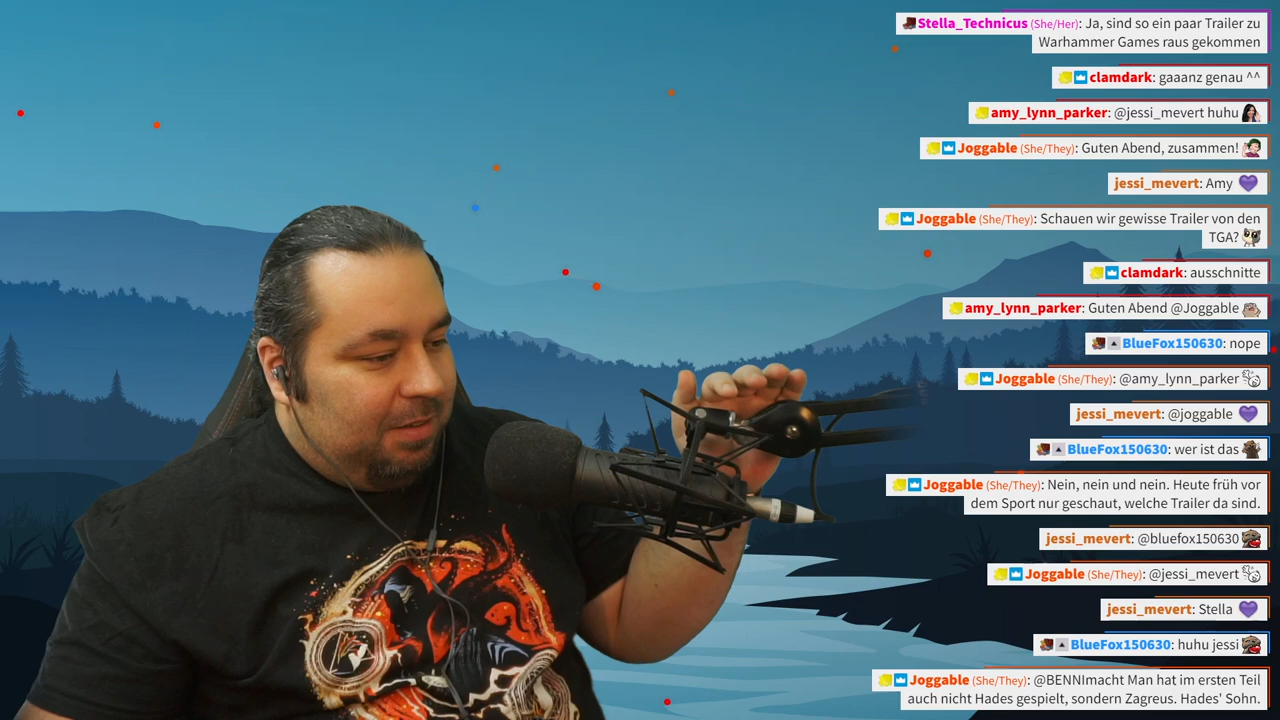 Stella_Technicus (She/Her): Ja, sind so ein paar Trailer zu
Warhammer Games raus gekommen
clamdark: gaaanz genau ^^
amy_lynn_parker: @jessi_mevert huhu
Joggable (She/They): Guten Abend, zusammen!
jessi_mevert: Amy
Joggable (She/They): Schauen wir gewisse Trailer von den
TGA?
clamdark: ausschnitte
amy_lynn_parker: Guten Abend @Joggable
BlueFox150630: nope
Joggable (She/They): @amy_lynn_parker
jessi_mevert: @joggable
BlueFox150630: wer ist das
Joggable (She/They): Nein, nein und nein. Heute früh vor
dem Sport nur geschaut, welche Trailer da sind.
jessi_mevert: @bluefox150630
Joggable (She/They): @jessi_mevert
jessi_mevert: Stella
BlueFox150630: huhu jessi
Joggable (She/They): @BENNImacht Man hat im ersten Teil
auch nicht Hades gespielt, sondern Zagreus. Hades' Sohn.